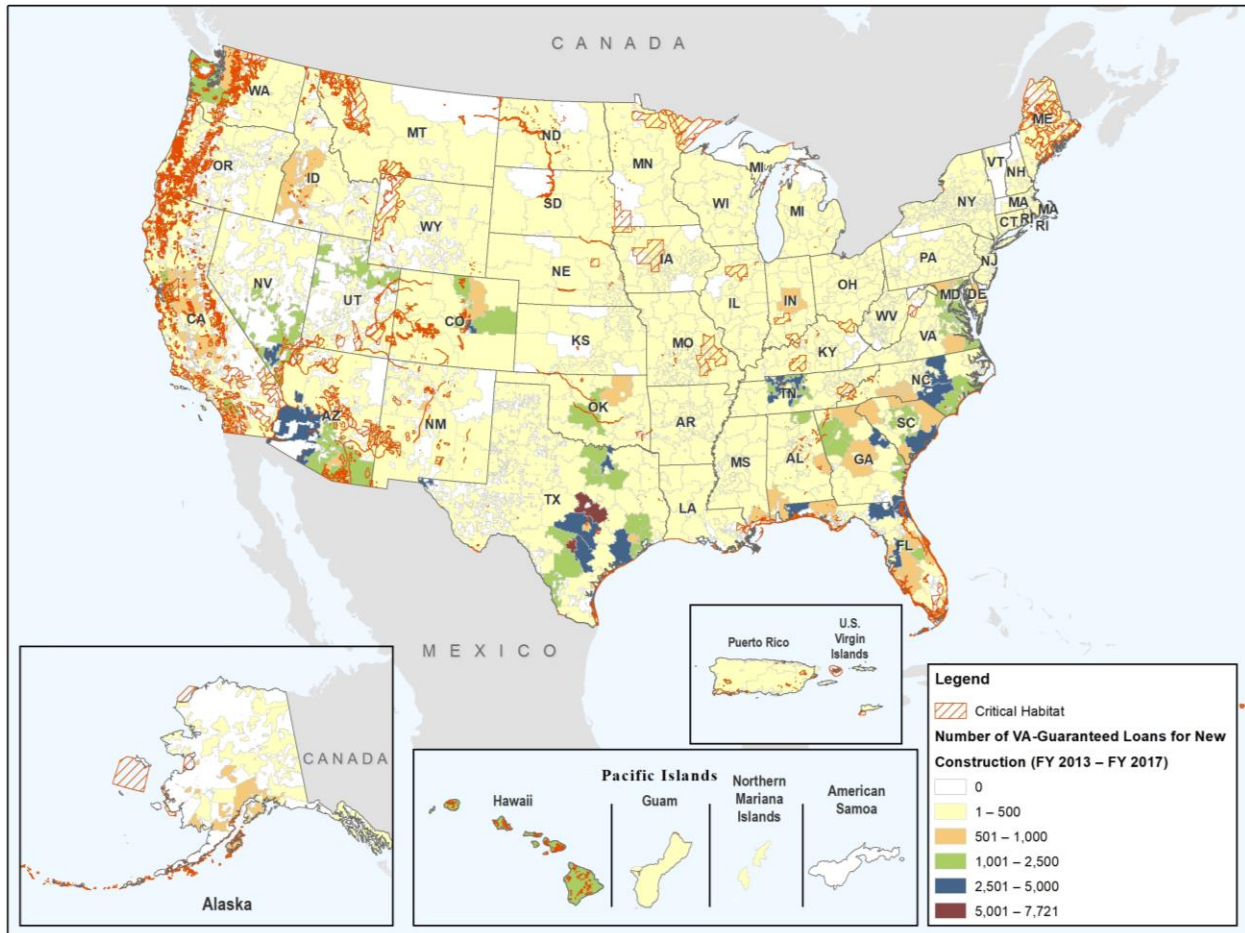 CANADA
WA
MT
ND
MN
ME
OR
ID
SD
WI
MI
VT
NH
NY
MA
MA
CT
RI
RI
WY
MI
IA
PA
NJ
NE
NV
UT
IL
IN
OH
MD
DE
WV
CA
CO
KS
MO
KY
VA
AZ
NM
OK
TN
NC
AR
SC
MS
AL
GA
TX
LA
FL
MEXICO
CANADA
Alaska
Puerto Rico
U.S.
Virgin
Islands
Pacific Islands
Hawaii
Guam
Northern
Mariana
Islands
American
Samoa
Legend
Critical Habitat
Number of VA-Guaranteed Loans for New
Construction (FY 2013 – FY 2017)
0
1 – 500
501 – 1,000
1,001 – 2,500
2,501 – 5,000
5,001 – 7,721